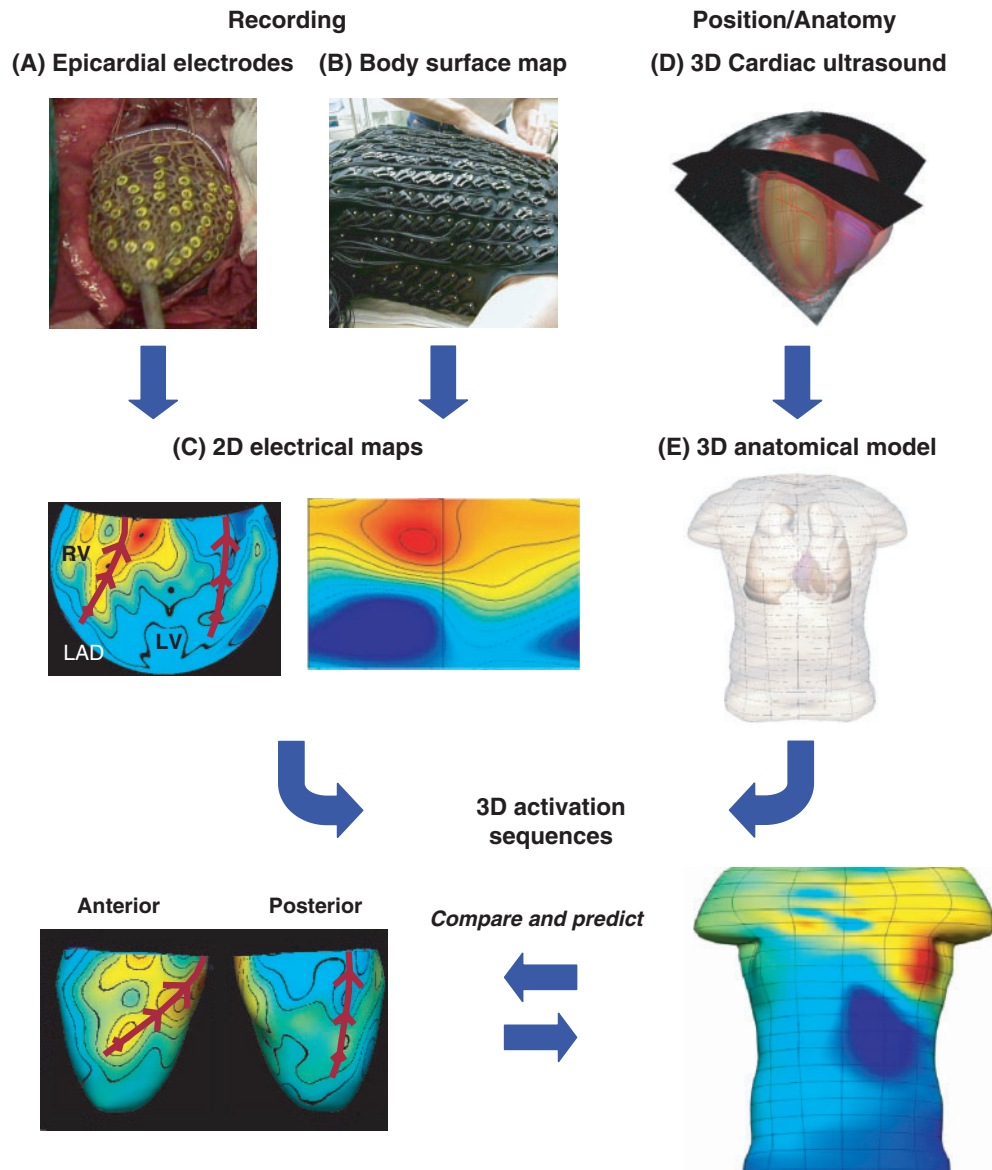 Recording
Position/Anatomy
(A) Epicardial electrodes
(B) Body surface map
(D) 3D Cardiac ultrasound
(C) 2D electrical maps
(E) 3D anatomical model
RV
LAD
LV
3D activation
sequences
Anterior
Posterior
Compare and predict